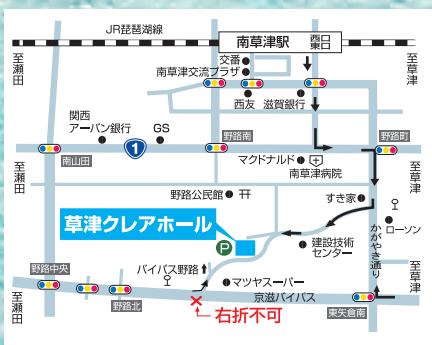 JR琵琶湖線
南草津駅
西口
東口
至瀬田
至草津
交番
南草津交流プラザ
西友
滋賀銀行
関西
アーバン銀行
GS
野路南
野路町
南山田
1
マクドナルド
南草津病院
至瀬田
至草津
野路公民館
すき家
草津クレアホール
P
建設技術
センター
ローソン
かがやき通り
野路中央
バイパス野路
マツヤスーパー
至草津
京滋バイパス
野路北
東矢倉南
至瀬田
右折不可